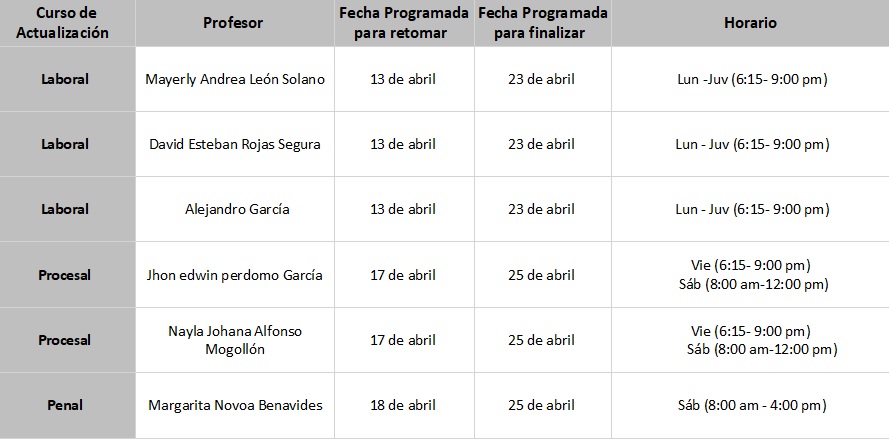 Curso de Actualización
Profesor
Fecha Programada para retomar
Fecha Programada para finalizar
Horario
Laboral
Mayerly Andrea León Solano
13 de abril
23 de abril
Lun -Juv (6:15- 9:00 pm)
Laboral
David Esteban Rojas Segura
13 de abril
23 de abril
Lun - Juv (6:15- 9:00 pm)
Laboral
Alejandro García
13 de abril
23 de abril
Lun - Juv (6:15- 9:00 pm)
Procesal
Jhon edwin perdomo García
17 de abril
25 de abril
Vie (6:15- 9:00 pm)
Sáb (8:00 am-12:00 pm)
Procesal
Nayla Johana Alfonso
Mogollón
17 de abril
25 de abril
Vie (6:15- 9:00 pm)
Sáb (8:00 am-12:00 pm)
Penal
Margarita Novoa Benavides
18 de abril
25 de abril
Sáb (8:00 am - 4:00 pm)